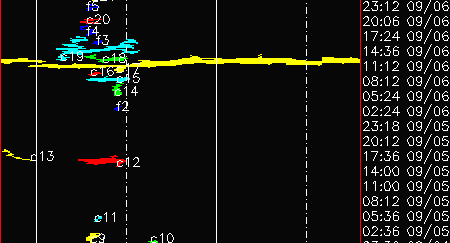 f5
c20
f4
f3
c19
c18
c16
c15
c14
f2
c13
c12
c11
c9
c10
23:12 09/06
20:06 09/06
17:24 09/06
14:36 09/06
11:12 09/06
08:12 09/06
05:24 09/06
02:24 09/06
23:18 09/05
20:12 09/05
17:36 09/05
14:00 09/05
11:00 09/05
08:12 09/05
05:36 09/05
02:36 09/05